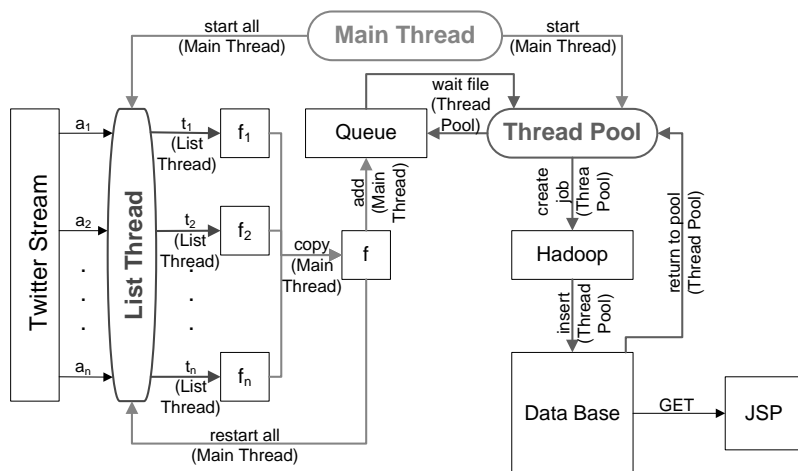 start all
(Main Thread)
Main Thread
start
(Main Thread)
wait file
(Thread
Pool)
Queue
Thread Pool
Twitter Stream
a1
a2
.
.
.
an
List Thread
t1
(List
Thread)
t2
(List
Thread)
.
.
tn
(List
Thread)
f1
f2
.
.
fn
copy
(Main
Thread)
f
add
(Main
Thread)
create
job
(Threa
Pool)
Hadoop
insert
(Thread
Pool)
return to pool
(Thread Pool)
Data Base
GET
JSP
restart all
(Main Thread)